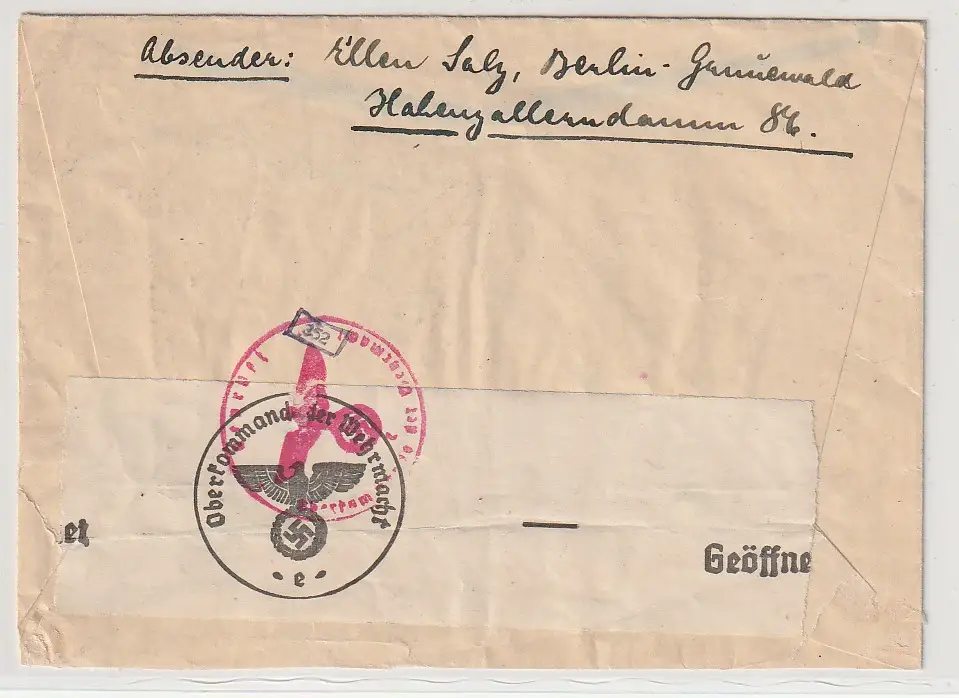 Absender: Ellen Salz, Berlin-Grunewald
Hohenzollerndamm 86.
352
Oberkommando der Wehrmacht
e
et
Geöffne